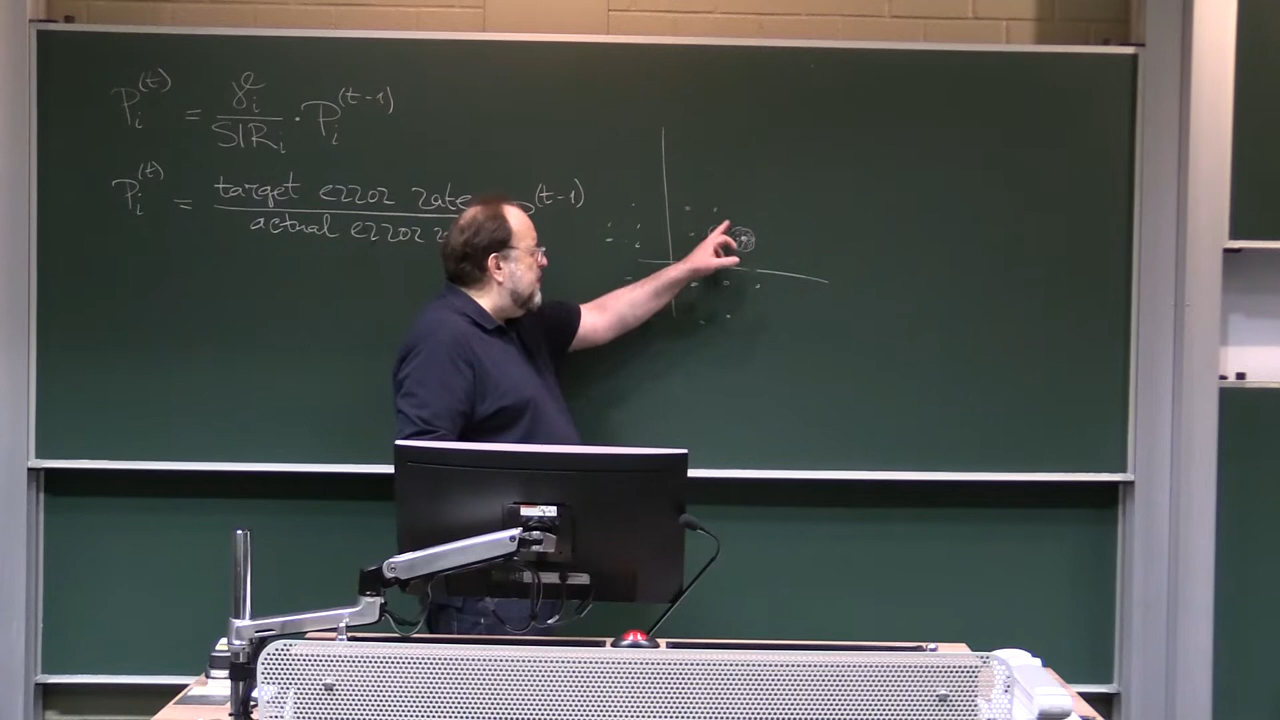 P_i^(t) = γ_i / SIR_i · P_i^(t-1)
P_i^(t) = target error rate / actual error (t-1)